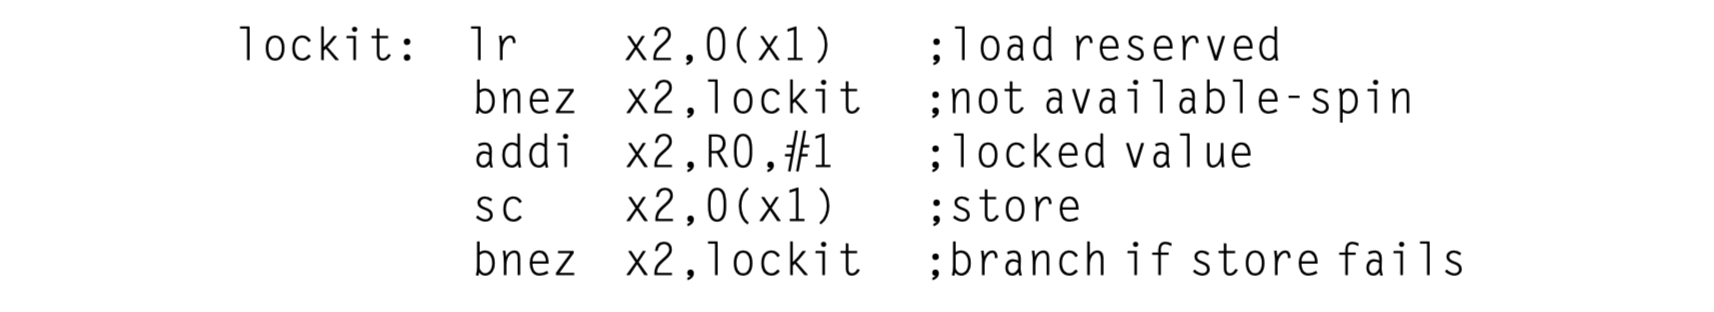 lockit: lr x2,0(x1) ;load reserved
bnez x2,lockit ;not available-spin
addi x2,R0,#1 ;locked value
sc x2,0(x1) ;store
bnez x2,lockit ;branch if store fails